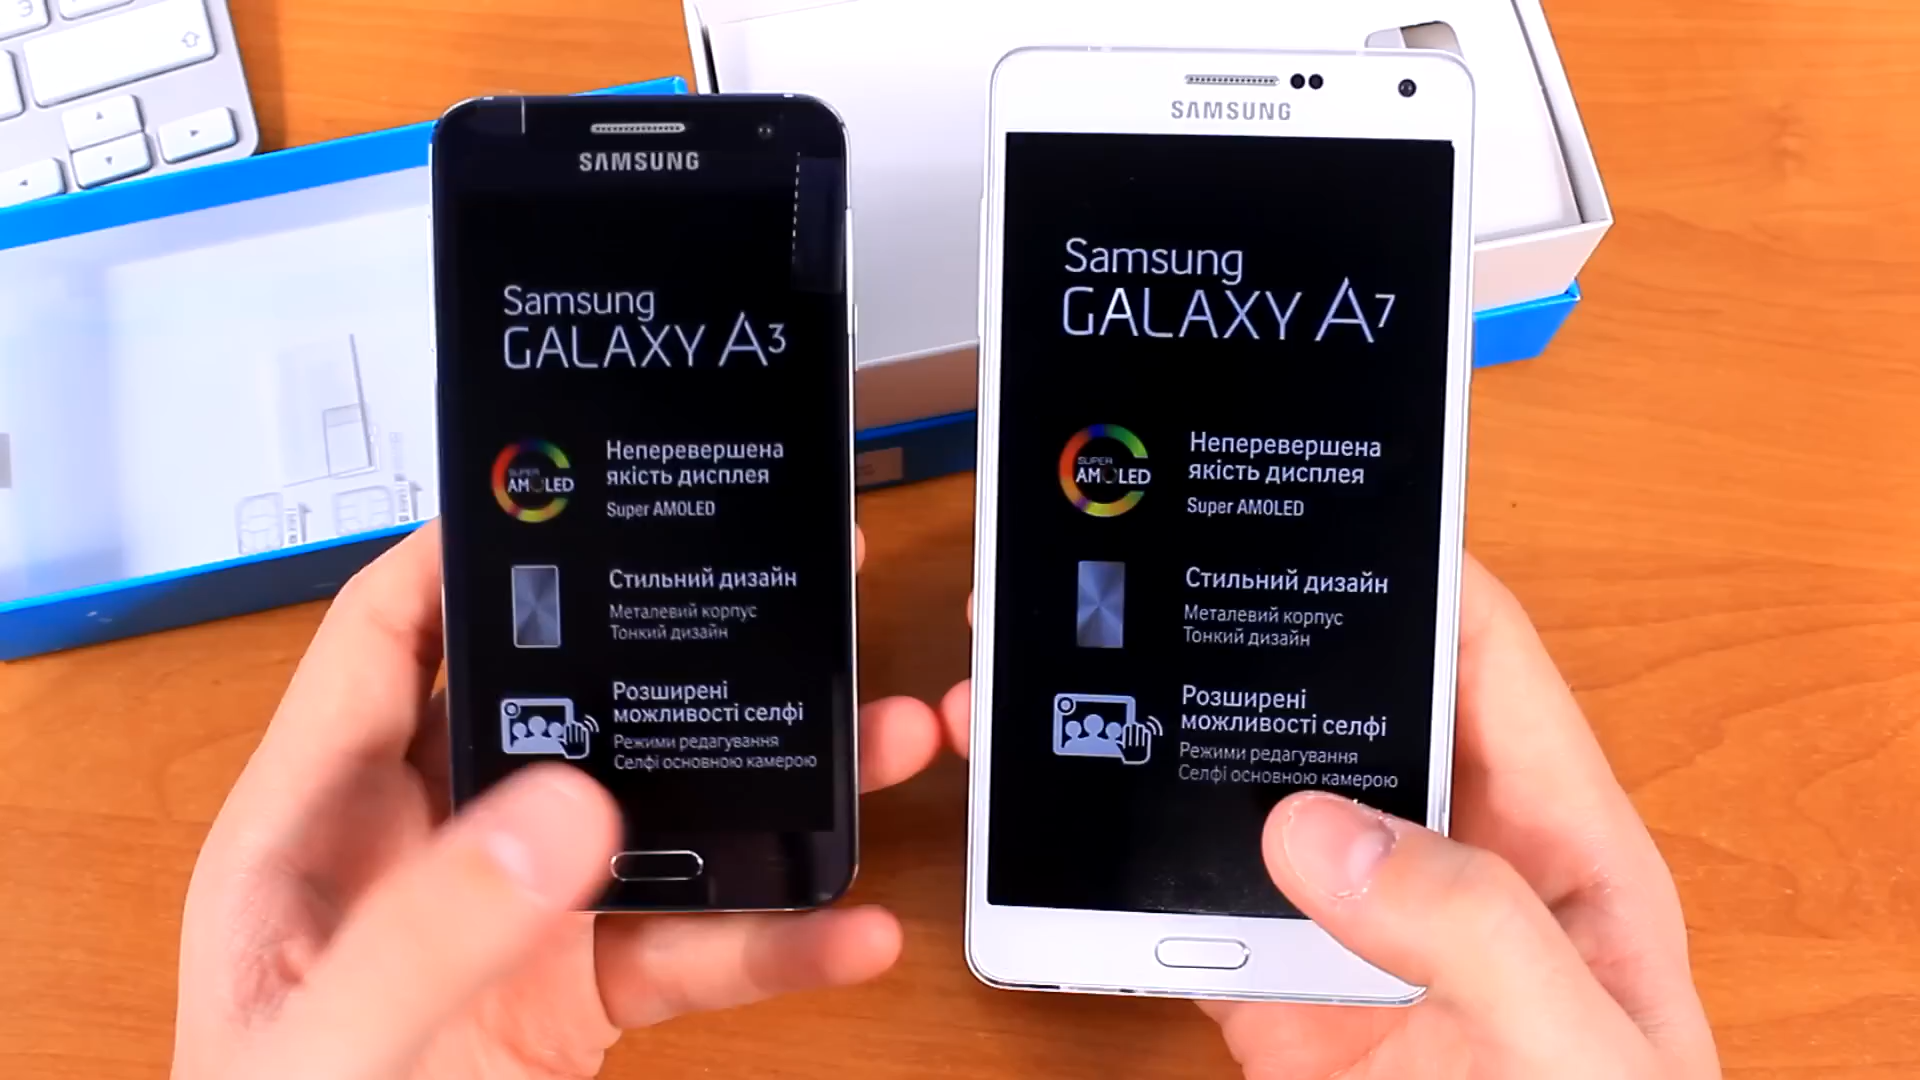 SAMSUNG
Samsung
GALAXY A3
SUPER
AMOLED
Неперевершена
якість дисплея
Super AMOLED
Стильний дизайн
Металевий корпус
Тонкий дизайн
Розширені
можливості селфі
Режими редагування
Селфі основною камерою
SAMSUNG
Samsung
GALAXY A7
SUPER
AMOLED
Неперевершена
якість дисплея
Super AMOLED
Стильний дизайн
Металевий корпус
Тонкий дизайн
Розширені
можливості селфі
Режими редагування
Селфі основною камерою